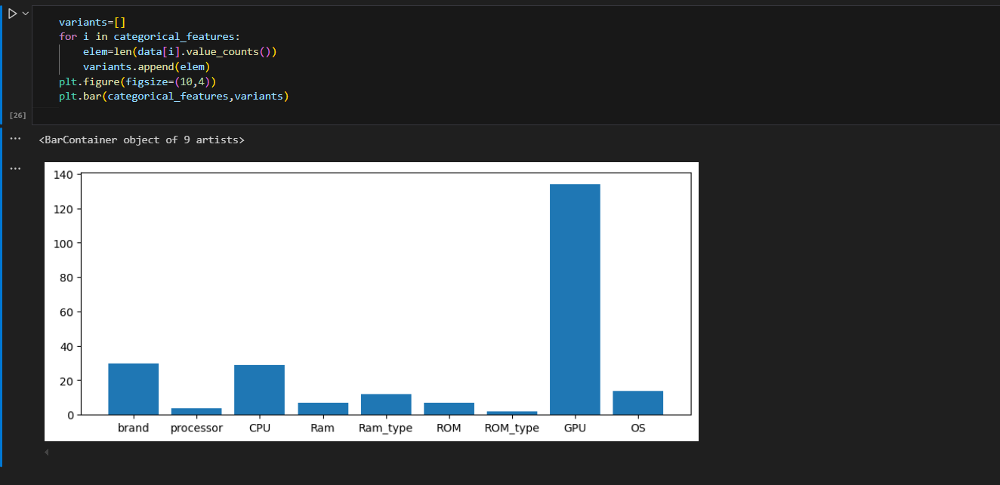 variants=[]
for i in categorical_features:
    elem=len(data[i].value_counts())
    variants.append(elem)
plt.figure(figsize=(10,4))
plt.bar(categorical_features,variants)
[26]
<BarContainer object of 9 artists>
140
120
100
80
60
40
20
0
brand processor CPU Ram Ram_type ROM ROM_type GPU OS